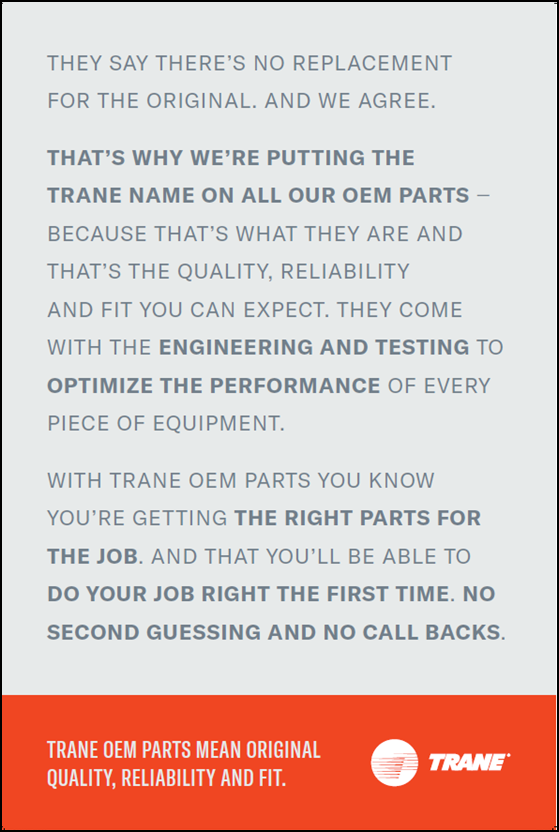 THEY SAY THERE’S NO REPLACEMENT
FOR THE ORIGINAL. AND WE AGREE.
THAT’S WHY WE’RE PUTTING THE
TRANE NAME ON ALL OUR OEM PARTS –
BECAUSE THAT’S WHAT THEY ARE AND
THAT’S THE QUALITY, RELIABILITY
AND FIT YOU CAN EXPECT. THEY COME
WITH THE ENGINEERING AND TESTING TO
OPTIMIZE THE PERFORMANCE OF EVERY
PIECE OF EQUIPMENT.
WITH TRANE OEM PARTS YOU KNOW
YOU’RE GETTING THE RIGHT PARTS FOR
THE JOB. AND THAT YOU’LL BE ABLE TO
DO YOUR JOB RIGHT THE FIRST TIME. NO
SECOND GUESSING AND NO CALL BACKS.
TRANE OEM PARTS MEAN ORIGINAL
QUALITY, RELIABILITY AND FIT.
TRANE